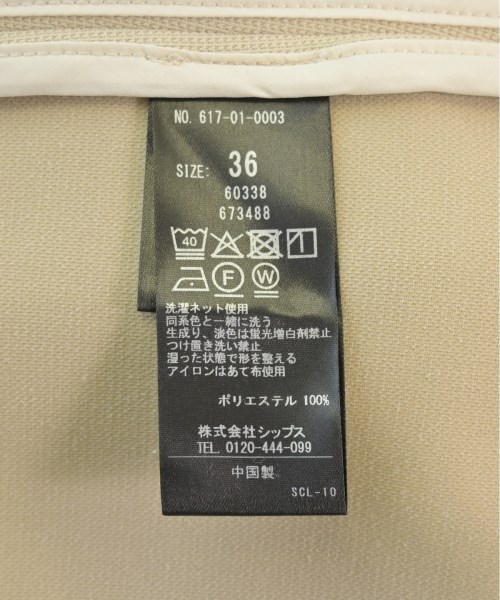 NO. 617-01-0003
SIZE: 36
60338
673488
40
F W
洗濯ネット使用
同系色と一緒に洗う
生成り、淡色は蛍光増白剤禁止
つけ置き洗い禁止
湿った状態で形を整える
アイロンはあて布使用
ポリエステル 100%
株式会社シップス
TEL. 0120-444-099
中国製
SCL-10